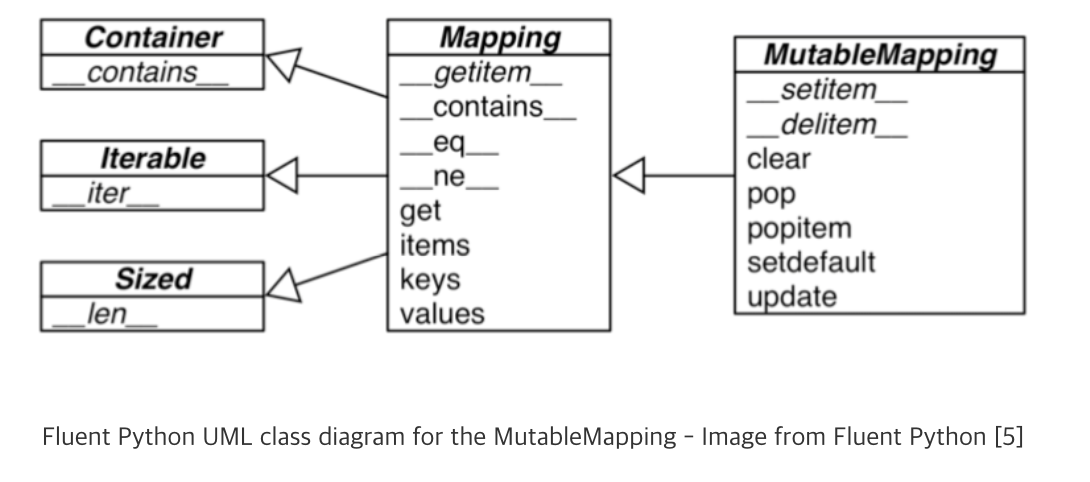 Container
__contains__
Iterable
__iter__
Sized
__len__
Mapping
__getitem__
__contains__
__eq__
__ne__
get
items
keys
values
MutableMapping
__setitem__
__delitem__
clear
pop
popitem
setdefault
update
Fluent Python UML class diagram for the MutableMapping – Image from Fluent Python [5]